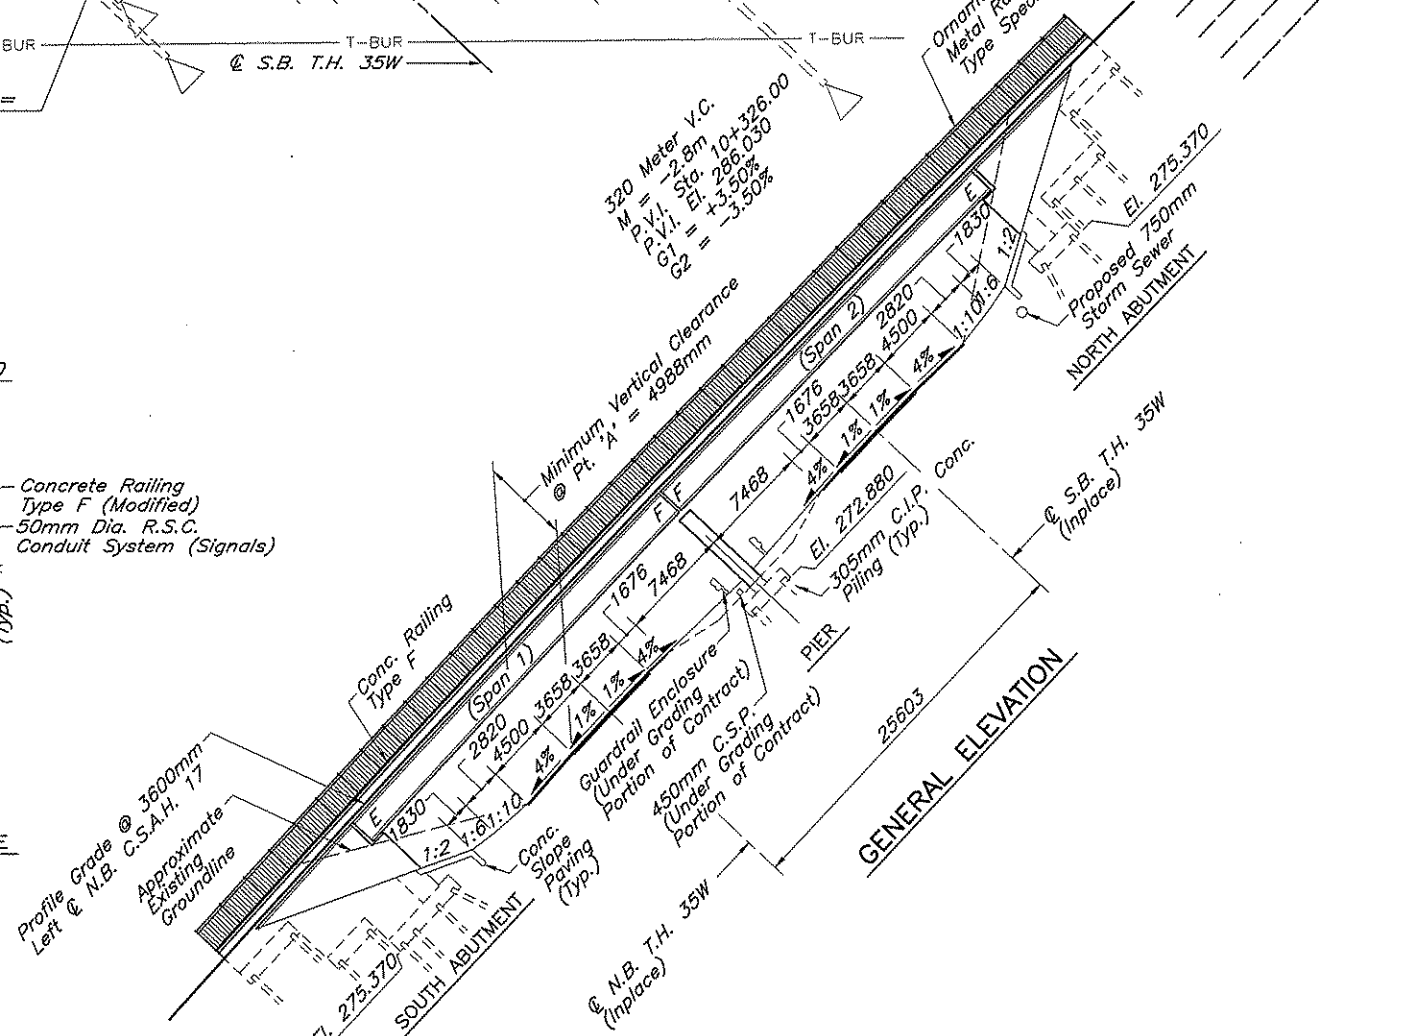 BUR
T-BUR
T-BUR
℄ S.B. T.H. 35W
=
Metal
Type
320 Meter V.C.
M = -2.8m
P.V.I. Sta. 10+326.00
P.V.I. El. 286.030
G1 = +3.50%
G2 = -3.50%
Minimum Vertical Clearance
@ Pt. 'A' = 4988mm
Concrete Railing
Type F (Modified)
50mm Dia. R.S.C.
Conduit System (Signals)
Conc. Railing
Type F
Profile Grade @ 3600mm
Left ℄ N.B. C.S.A.H. 17
Approximate
Existing
Groundline
E
(Span 1)
F
F
(Span 2)
E
1830
2820
4500
3658
3658
1676
7468
7468
1676
3658
3658
4500
2820
1830
1:2
1:6
1:10
4%
1%
1%
4%
4%
1%
1%
4%
1:10
1:6
1:2
El. 275.370
Proposed 750mm
Storm Sewer
NORTH ABUTMENT
El. 272.880
305mm C.I.P. Conc.
Piling (Typ.)
PIER
℄ S.B. T.H. 35W
(Inplace)
25603
Guardrail Enclosure
(Under Grading
Portion of Contract)
450mm C.S.P.
(Under Grading
Portion of Contract)
Conc.
Slope
Paving
(Typ.)
275.370
SOUTH ABUTMENT
℄ N.B. T.H. 35W
(Inplace)
GENERAL ELEVATION